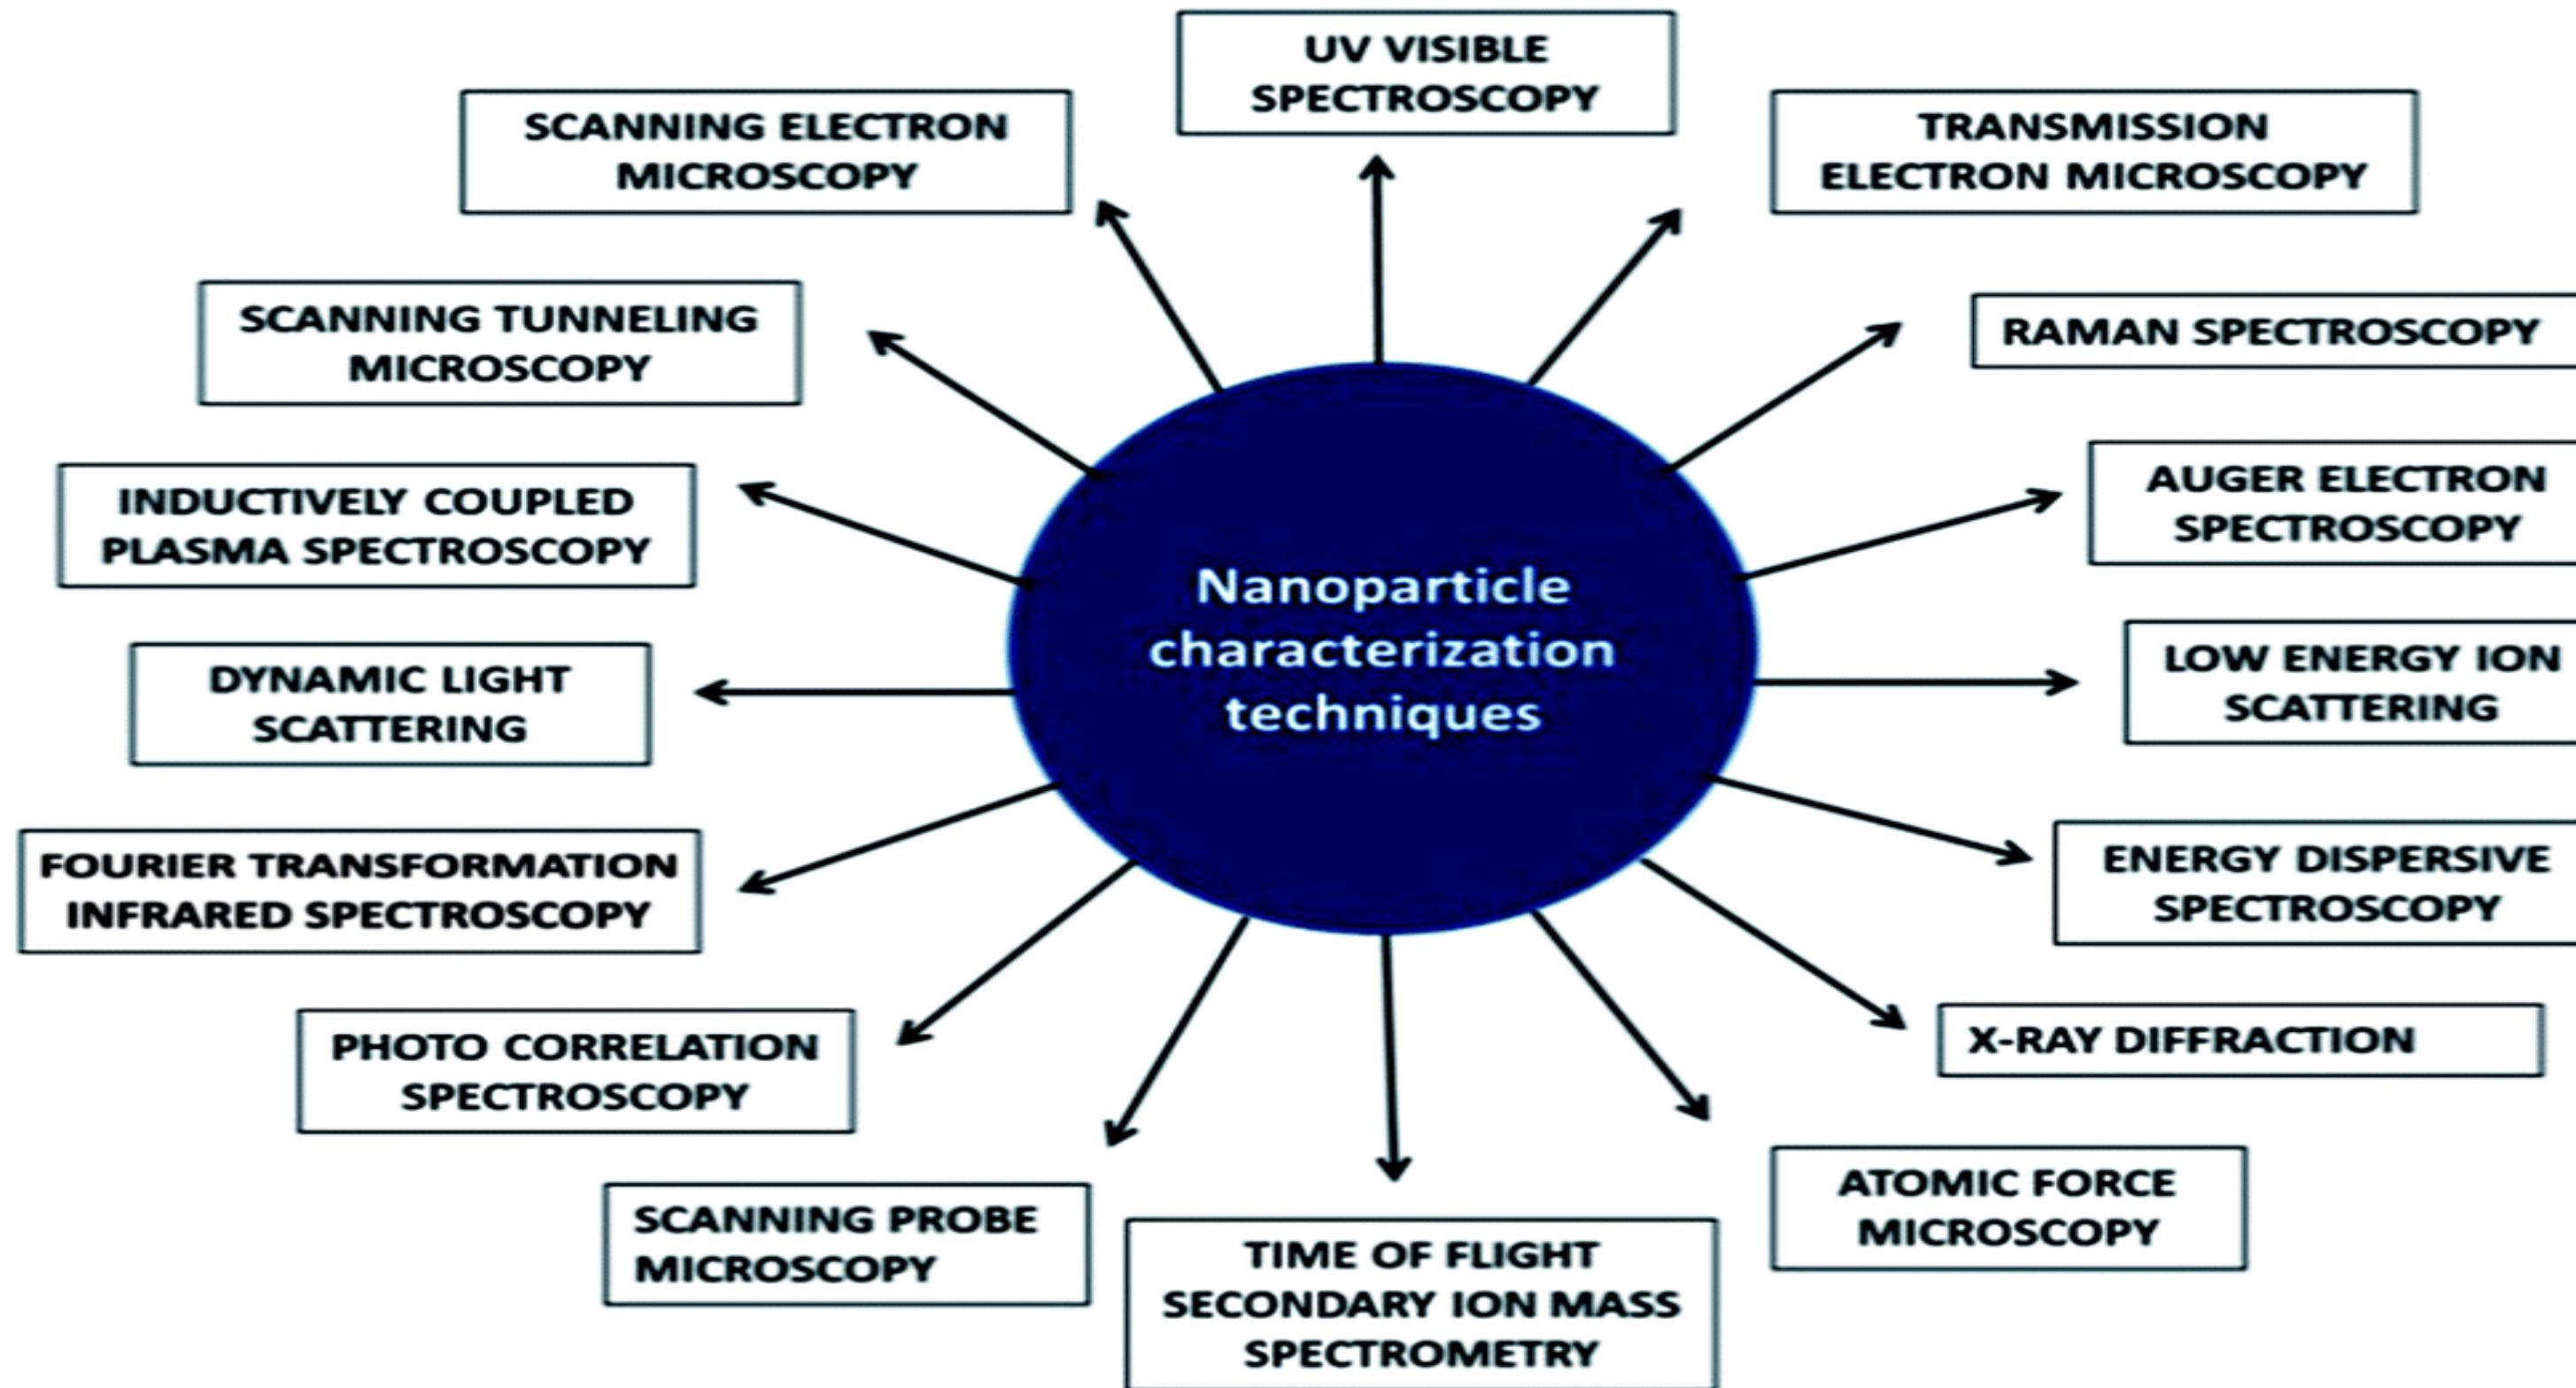 UV VISIBLE
SPECTROSCOPY
SCANNING ELECTRON
MICROSCOPY
TRANSMISSION
ELECTRON MICROSCOPY
SCANNING TUNNELING
MICROSCOPY
RAMAN SPECTROSCOPY
INDUCTIVELY COUPLED
PLASMA SPECTROSCOPY
AUGER ELECTRON
SPECTROSCOPY
Nanoparticle
characterization
techniques
DYNAMIC LIGHT
SCATTERING
LOW ENERGY ION
SCATTERING
FOURIER TRANSFORMATION
INFRARED SPECTROSCOPY
ENERGY DISPERSIVE
SPECTROSCOPY
PHOTO CORRELATION
SPECTROSCOPY
X-RAY DIFFRACTION
SCANNING PROBE
MICROSCOPY
TIME OF FLIGHT
SECONDARY ION MASS
SPECTROMETRY
ATOMIC FORCE
MICROSCOPY